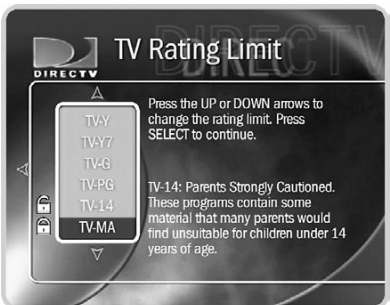 DIRECTV
TV Rating Limit
DIRECTV
Press the UP or DOWN arrows to
change the rating limit. Press
SELECT to continue.
TV-Y
TV-Y7
TV-G
TV-PG
TV-14
TV-MA
TV-14: Parents Strongly Cautioned.
These programs contain some
material that many parents would
find unsuitable for children under 14
years of age.